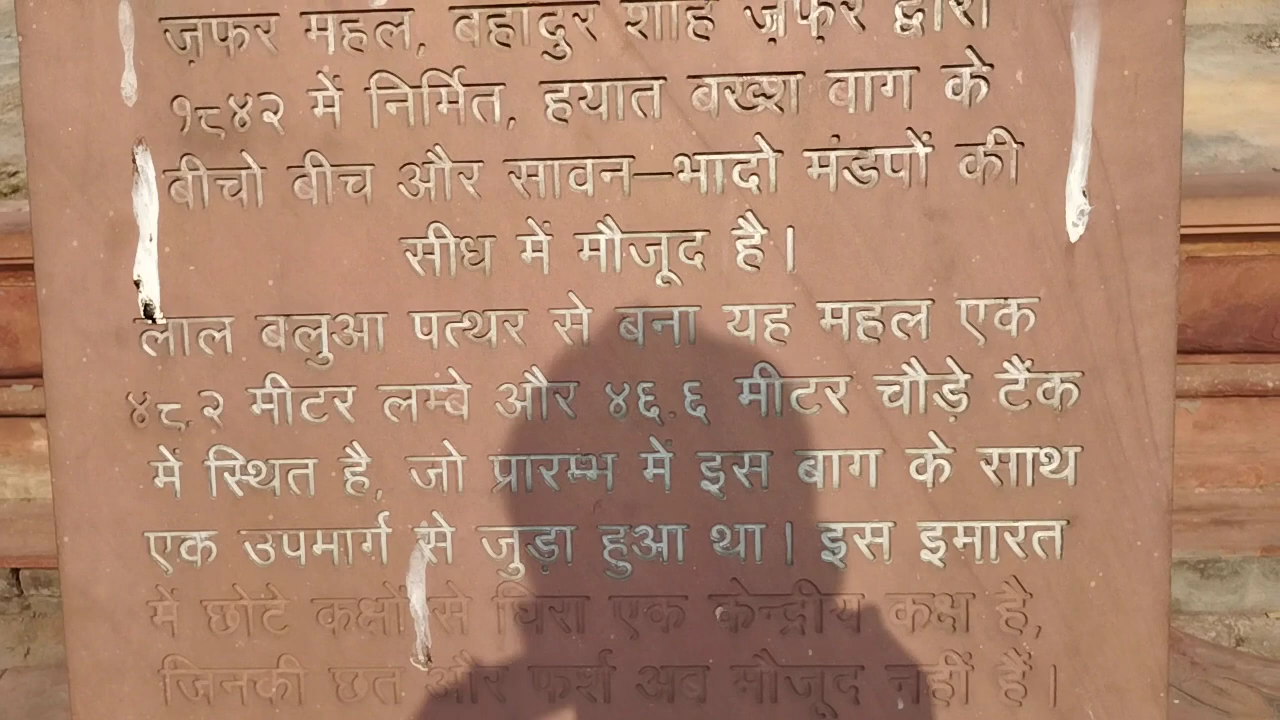 ज़फर महल, बहादुर शाह ज़फ़र द्वारा
१८४२ में निर्मित, हयात बख्श बाग के
बीचो बीच और सावन–भादो मंडपों की
सीध में मौजूद है।
लाल बलुआ पत्थर से बना यह महल एक
४८.२ मीटर लम्बे और ४६.६ मीटर चौड़े टैंक
में स्थित है, जो प्रारम्भ में इस बाग के साथ
एक उपमार्ग से जुड़ा हुआ था। इस इमारत
में छोटे कक्षों से घिरा एक केन्द्रीय कक्ष है,
जिनकी छत और फर्श अब मौजूद नहीं हैं।